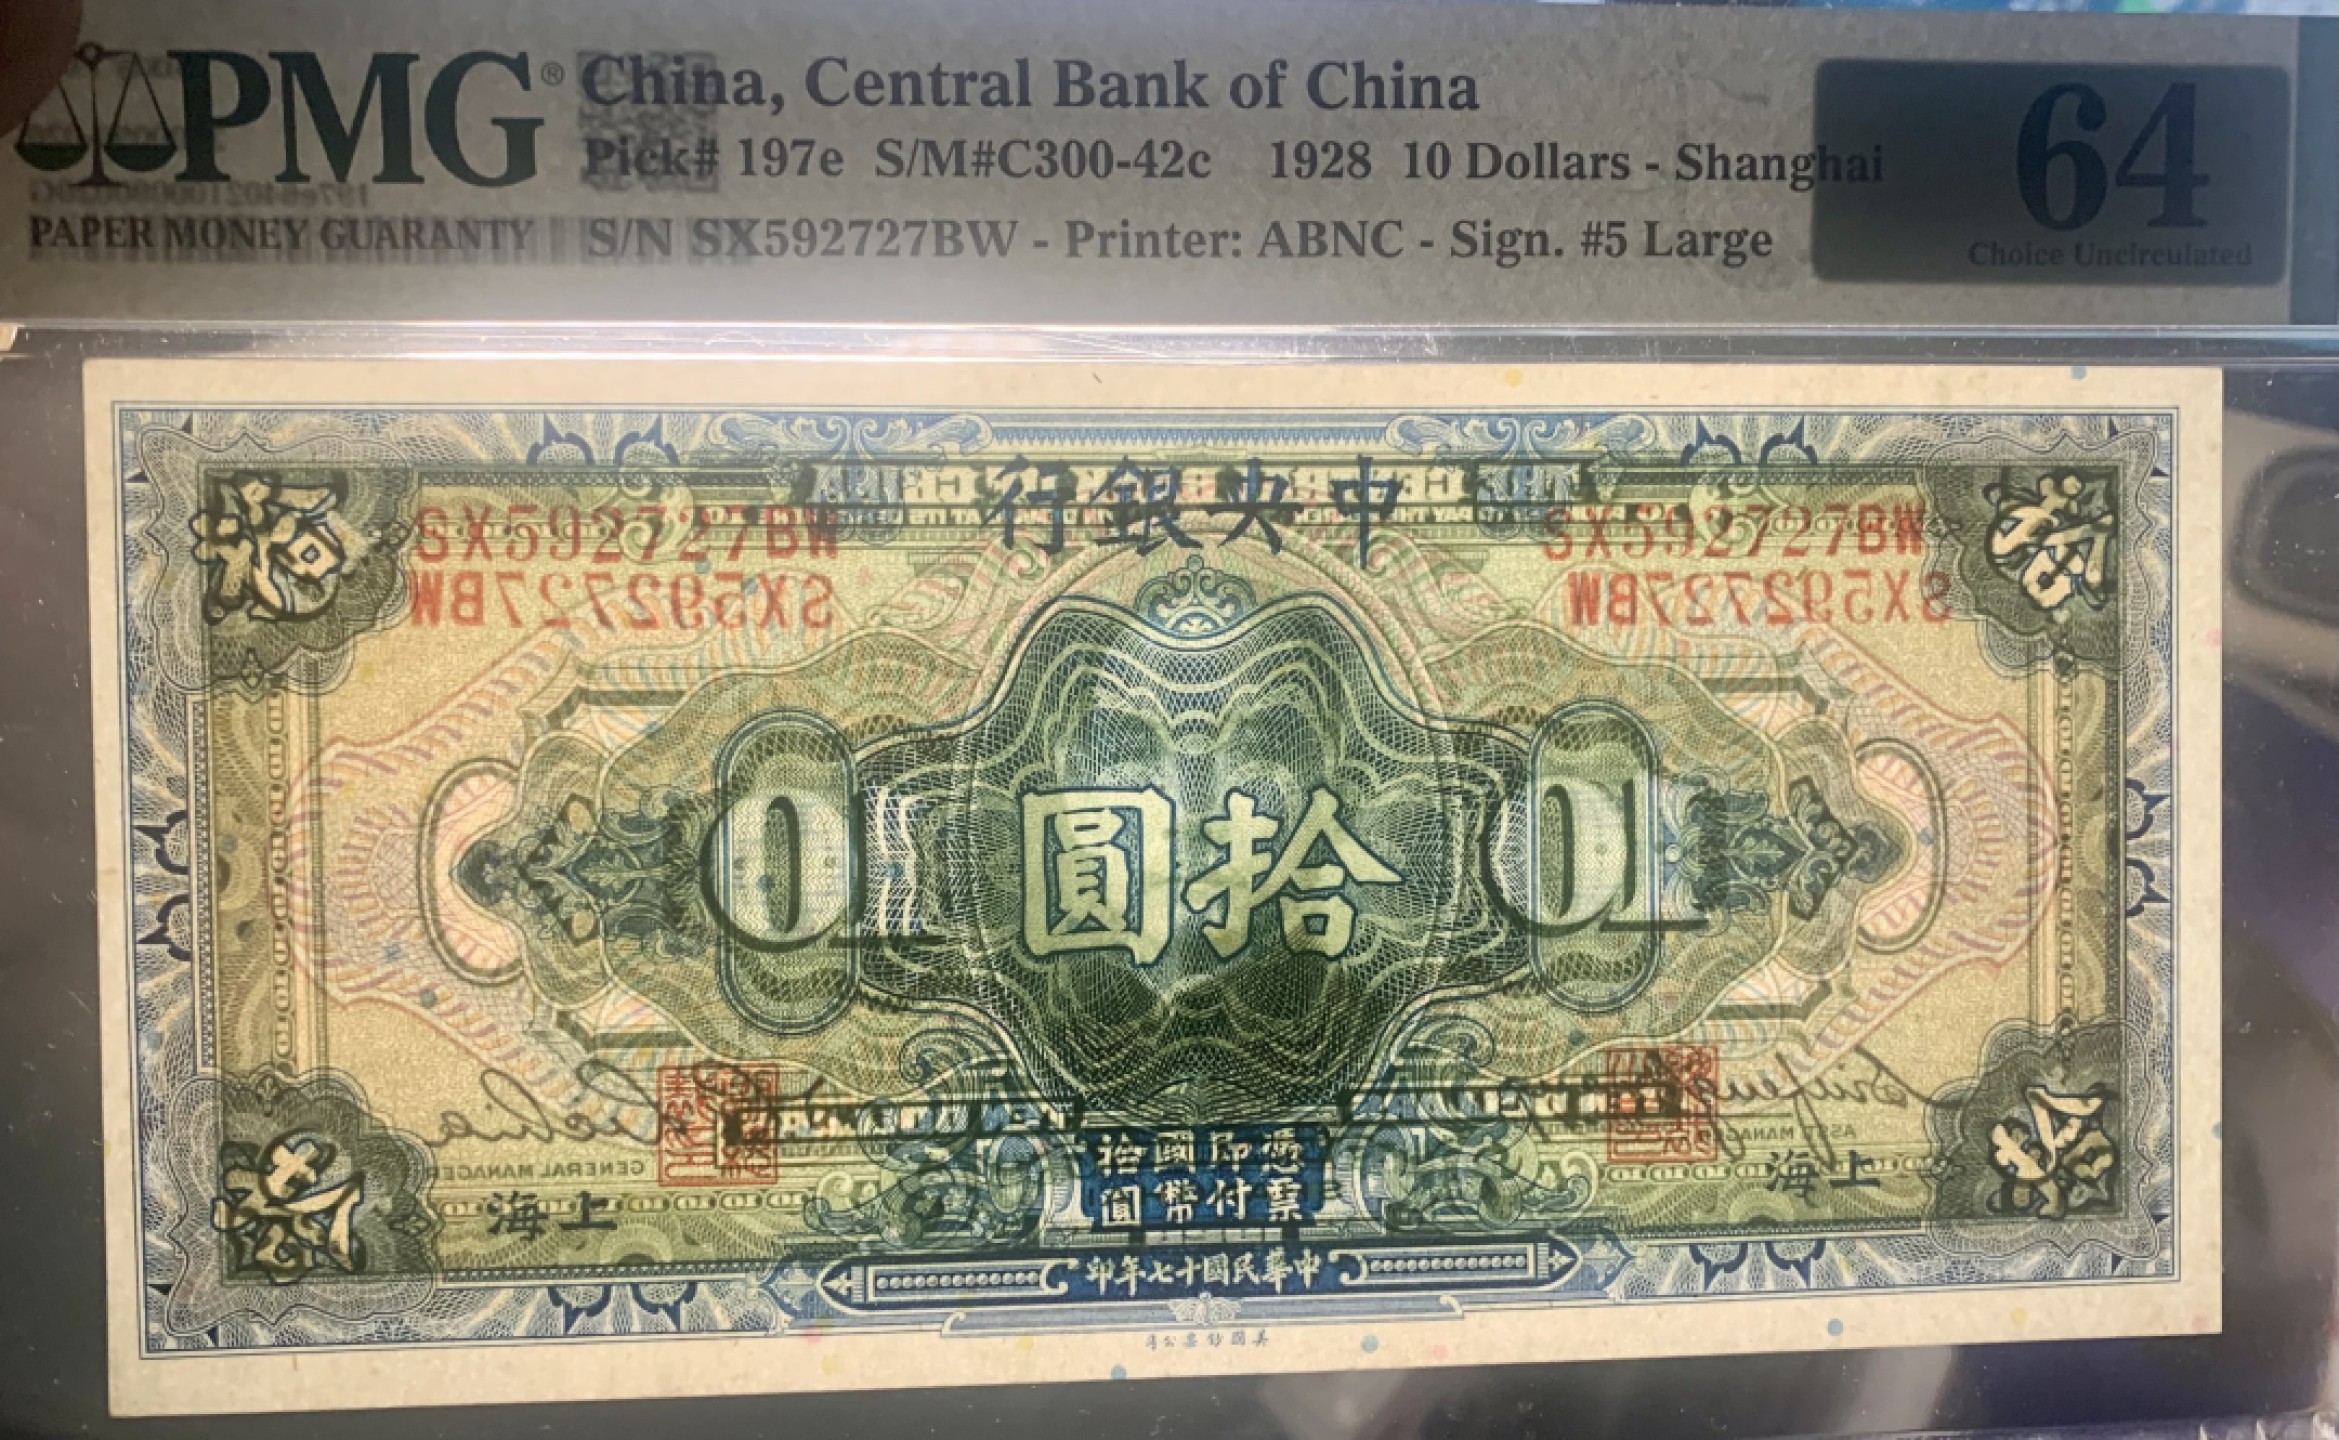 PMG®
China, Central Bank of China
Pick# 197e S/M#C300-42c 1928 10 Dollars - Shanghai
PAPER MONEY GUARANTY
S/N SX592727BW - Printer: ABNC - Sign. #5 Large
64
Choice Uncirculated
行銀央中
拾 拾
SX592727BW SX592727BW
SX592727BW SX592727BW
10 圓拾 10
GENERAL MANAGER
ASST MANAGER
海上 海上
拾國即憑
圓幣付票
拾 拾
印年七十國民華中